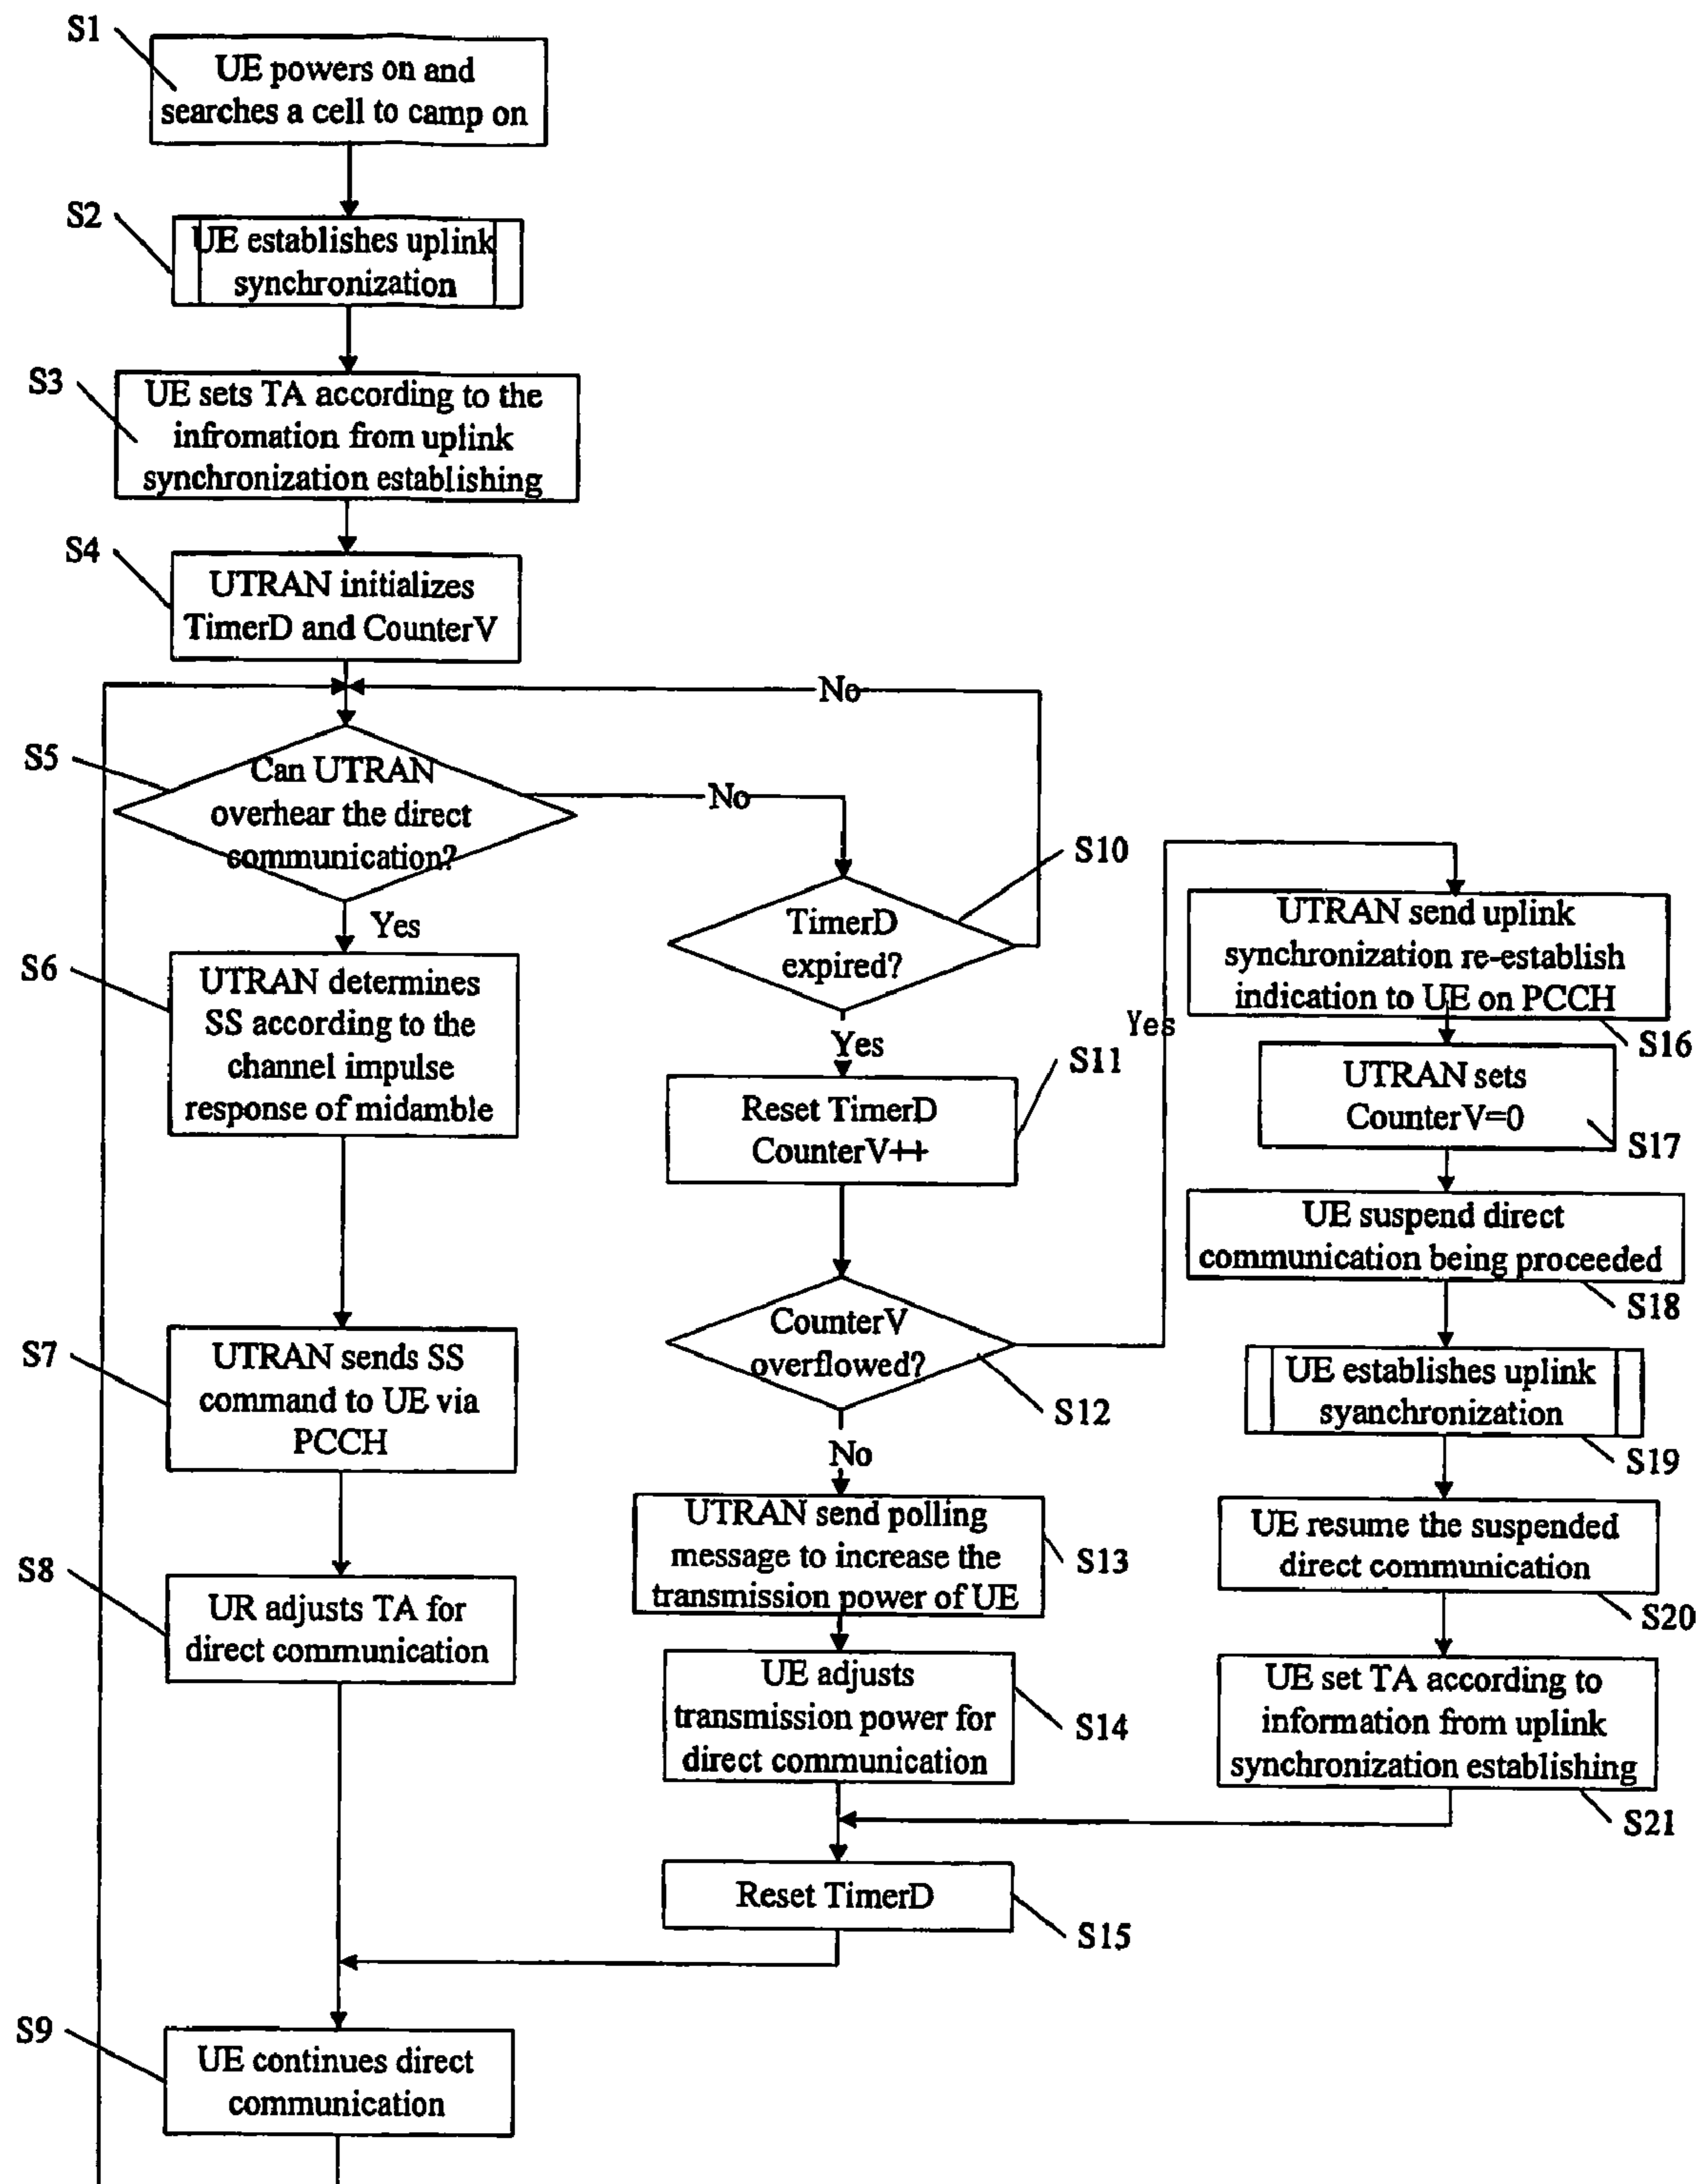 S1
UE powers on and
searches a cell to camp on
S2
UE establishes uplink
synchronization
S3
UE sets TA according to the
infromation from uplink
synchronization establishing
S4
UTRAN initializes
TimerD and CounterV
No
S5
Can UTRAN
overhear the direct
communication?
No
Yes
S6
UTRAN determines
SS according to the
channel impulse
response of midamble
S7
UTRAN sends SS
command to UE via
PCCH
S8
UR adjusts TA for
direct communication
S9
UE continues direct
communication
S10
TimerD
expired?
Yes
S11
Reset TimerD
CounterV++
CounterV
overflowed?
S12
No
Yes
UTRAN send polling
message to increase the
transmission power of UE
S13
UE adjusts
transmission power for
direct communication
S14
Reset TimerD
S15
UTRAN send uplink
synchronization re-establish
indication to UE on PCCH
S16
UTRAN sets
CounterV=0
S17
UE suspend direct
communication being proceeded
S18
UE establishes uplink
syanchronization
S19
UE resume the suspended
direct communication
S20
UE set TA according to
information from uplink
synchronization establishing
S21